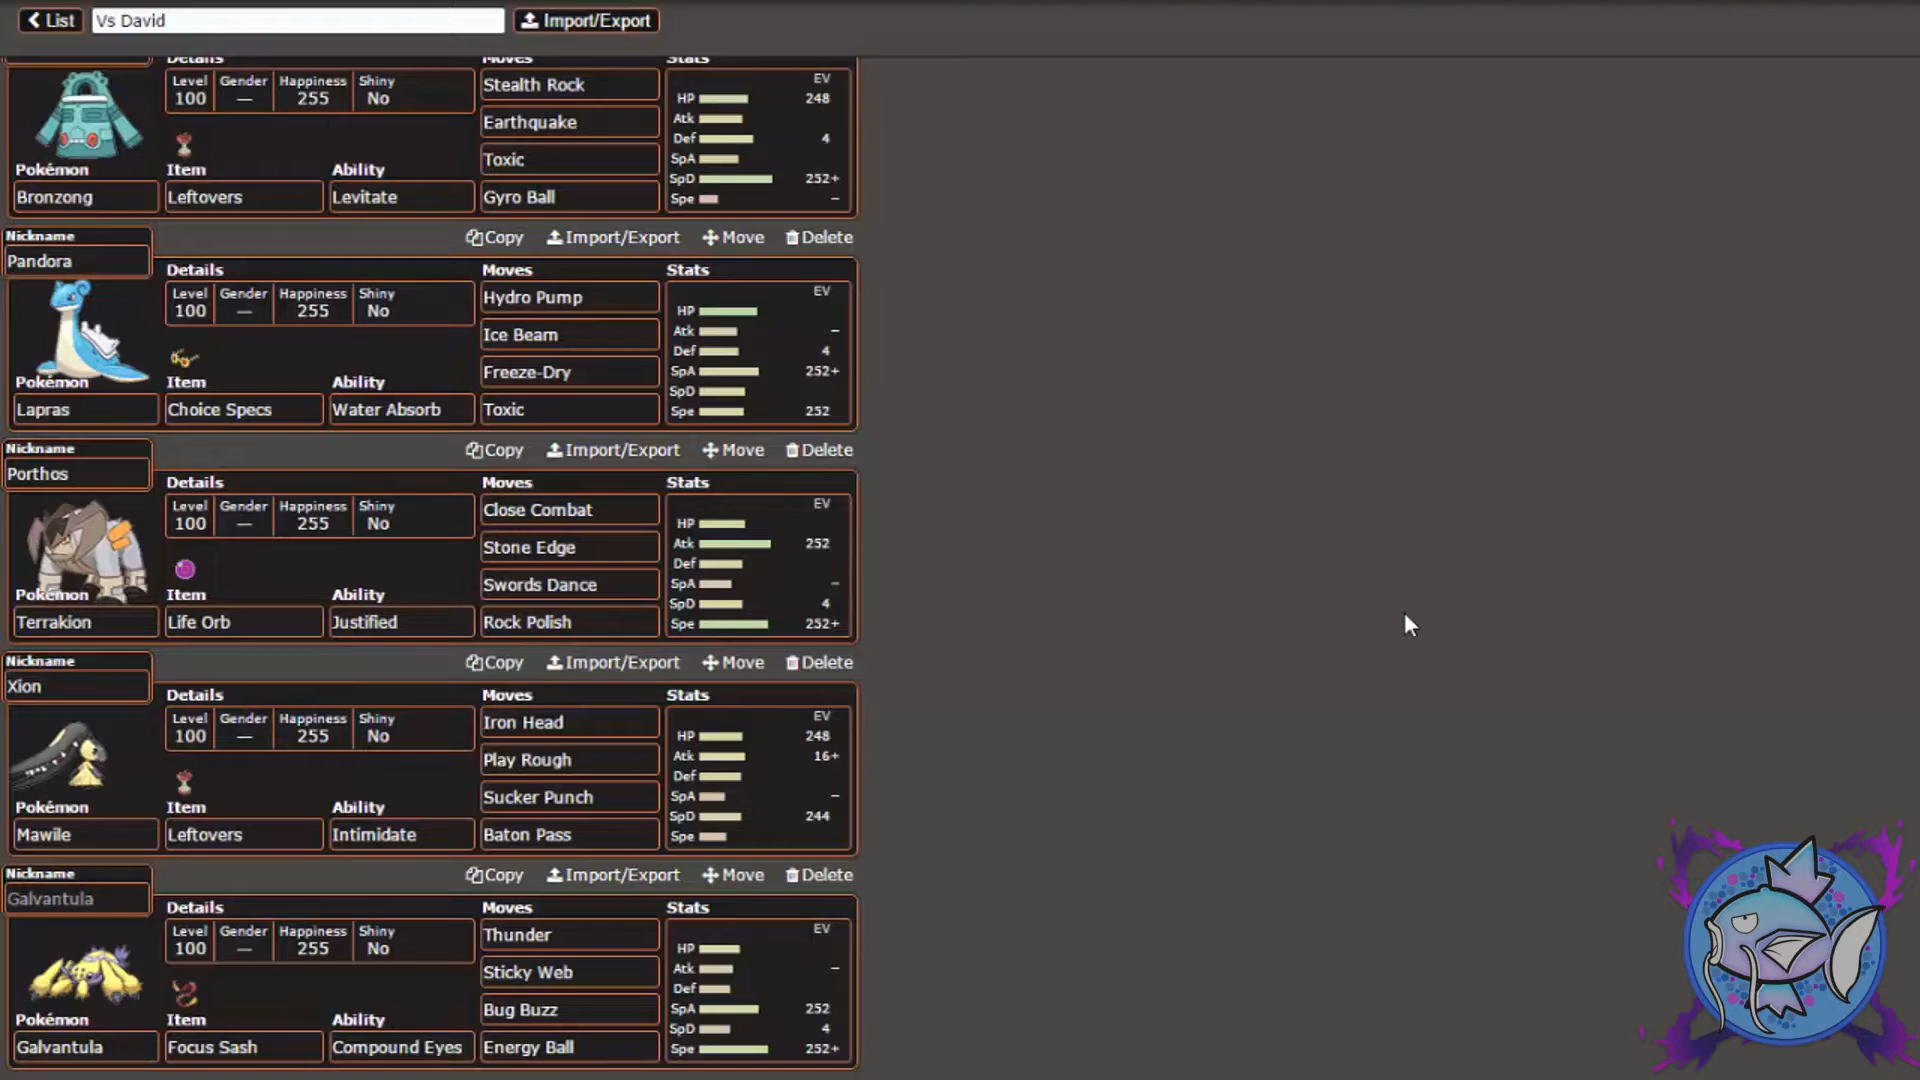 List
Vs David
Import/Export
Details
Moves
Stats
Level Gender Happiness Shiny
100 — 255 No
Pokémon
Bronzong
Item
Leftovers
Ability
Levitate
Stealth Rock
Earthquake
Toxic
Gyro Ball
EV
HP 248
Atk
Def 4
SpA
SpD 252+
Spe −
Nickname
Pandora
Copy Import/Export Move Delete
Details
Moves
Stats
Level Gender Happiness Shiny
100 — 255 No
Pokémon
Lapras
Item
Choice Specs
Ability
Water Absorb
Hydro Pump
Ice Beam
Freeze-Dry
Toxic
EV
HP
Atk −
Def 4
SpA 252+
SpD
Spe 252
Nickname
Porthos
Copy Import/Export Move Delete
Details
Moves
Stats
Level Gender Happiness Shiny
100 — 255 No
Pokémon
Terrakion
Item
Life Orb
Ability
Justified
Close Combat
Stone Edge
Swords Dance
Rock Polish
EV
HP
Atk 252
Def
SpA −
SpD 4
Spe 252+
Nickname
Xion
Copy Import/Export Move Delete
Details
Moves
Stats
Level Gender Happiness Shiny
100 — 255 No
Pokémon
Mawile
Item
Leftovers
Ability
Intimidate
Iron Head
Play Rough
Sucker Punch
Baton Pass
EV
HP 248
Atk 16+
Def
SpA −
SpD 244
Spe
Nickname
Galvantula
Copy Import/Export Move Delete
Details
Moves
Stats
Level Gender Happiness Shiny
100 — 255 No
Pokémon
Galvantula
Item
Focus Sash
Ability
Compound Eyes
Thunder
Sticky Web
Bug Buzz
Energy Ball
EV
HP
Atk −
Def
SpA 252
SpD 4
Spe 252+